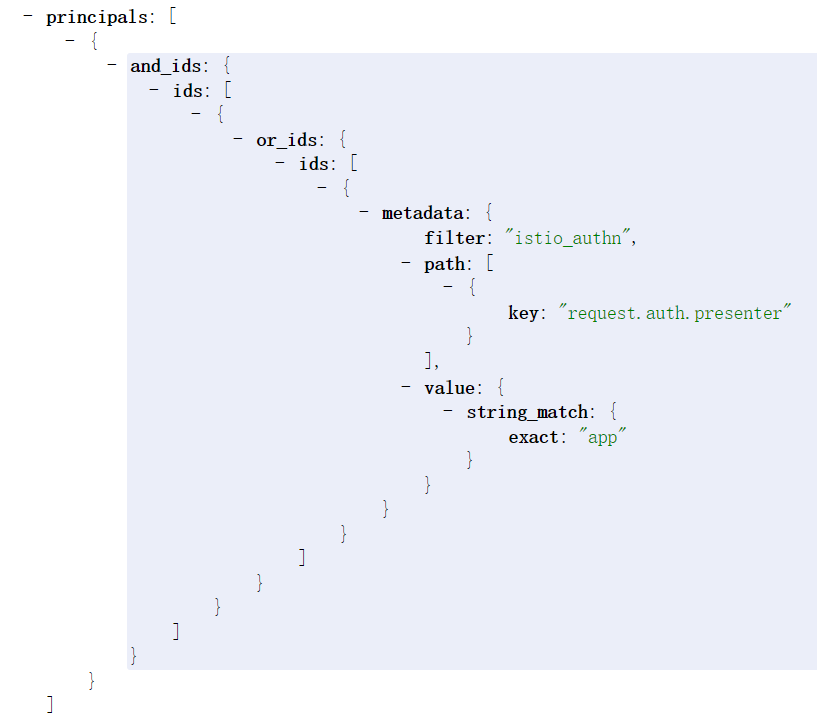 - principals: [
- {
- and_ids: {
- ids: [
- {
- or_ids: {
- ids: [
- {
- metadata: {
filter: "istio_authn",
- path: [
- {
key: "request.auth.presenter"
}
],
- value: {
- string_match: {
exact: "app"
}
}
}
}
]
}
}
]
}
}
]